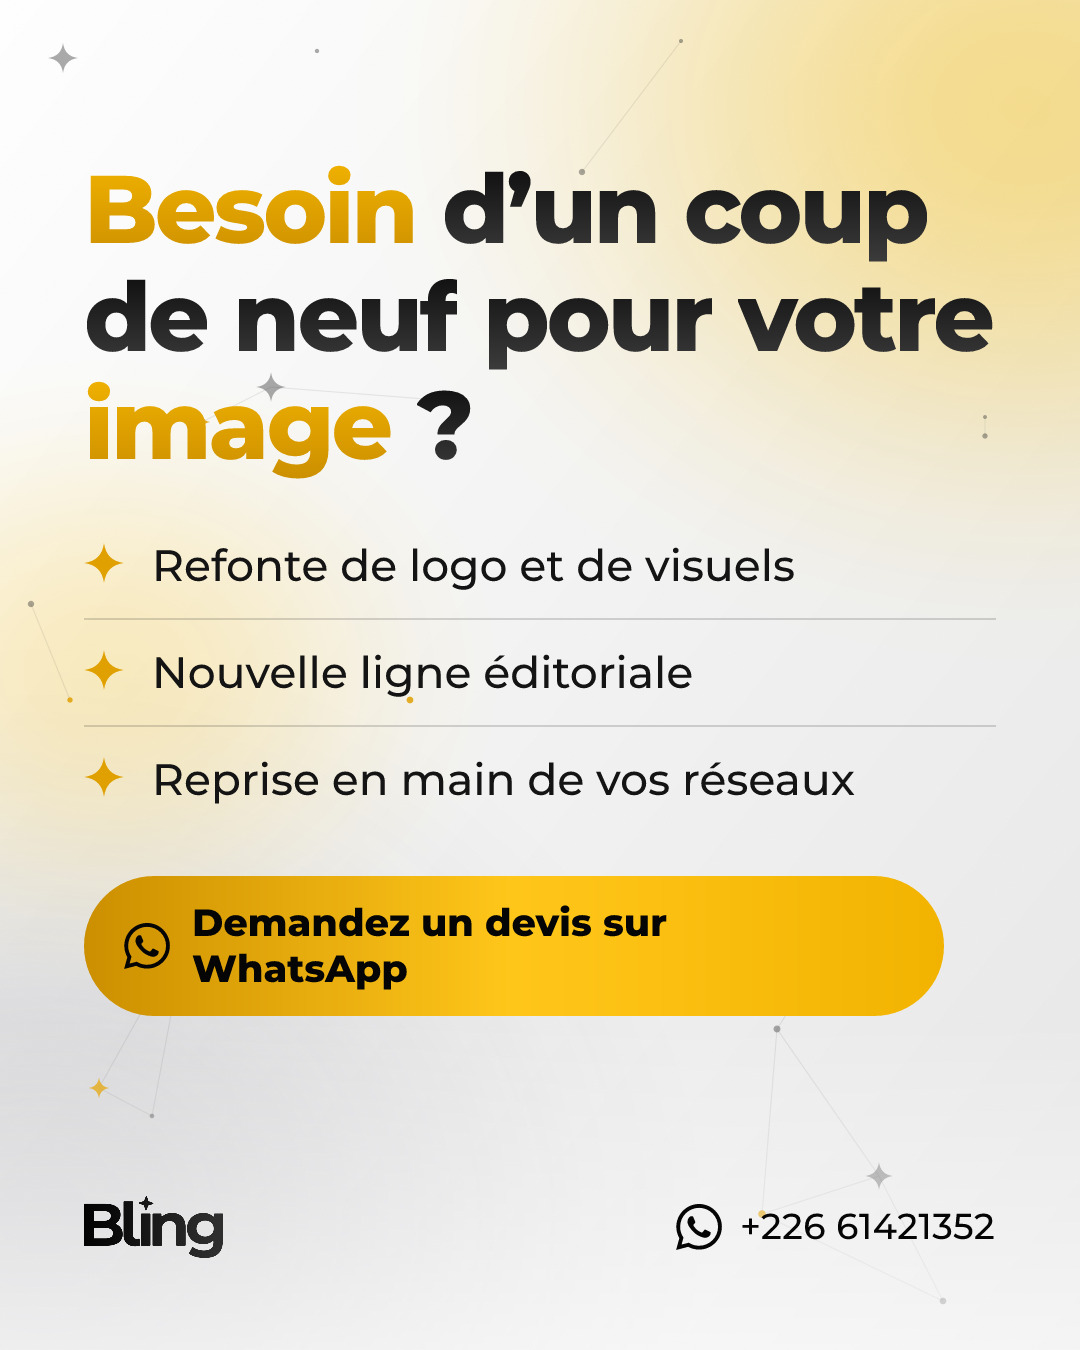 Besoin d’un coup
de neuf pour votre
image ?
Refonte de logo et de visuels
Nouvelle ligne éditoriale
Reprise en main de vos réseaux
Demandez un devis sur
WhatsApp
Bling
+226 61421352